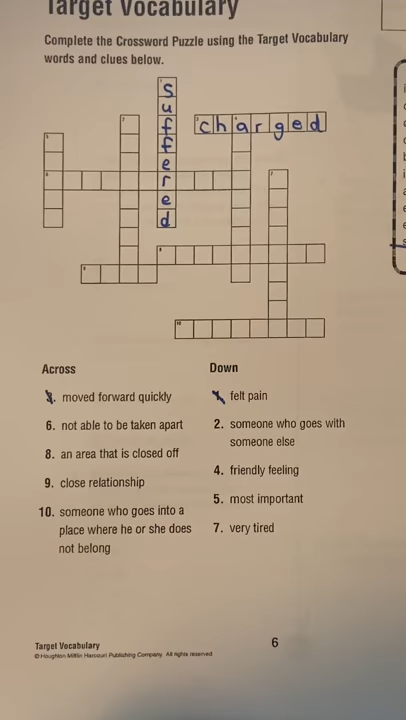 Target Vocabulary
Complete the Crossword Puzzle using the Target Vocabulary
words and clues below.
suffered
charged
Across
3. moved forward quickly
6. not able to be taken apart
8. an area that is closed off
9. close relationship
10. someone who goes into a
place where he or she does
not belong
Down
1. felt pain
2. someone who goes with
someone else
4. friendly feeling
5. most important
7. very tired
Target Vocabulary
© Houghton Mifflin Harcourt Publishing Company. All rights reserved.
6